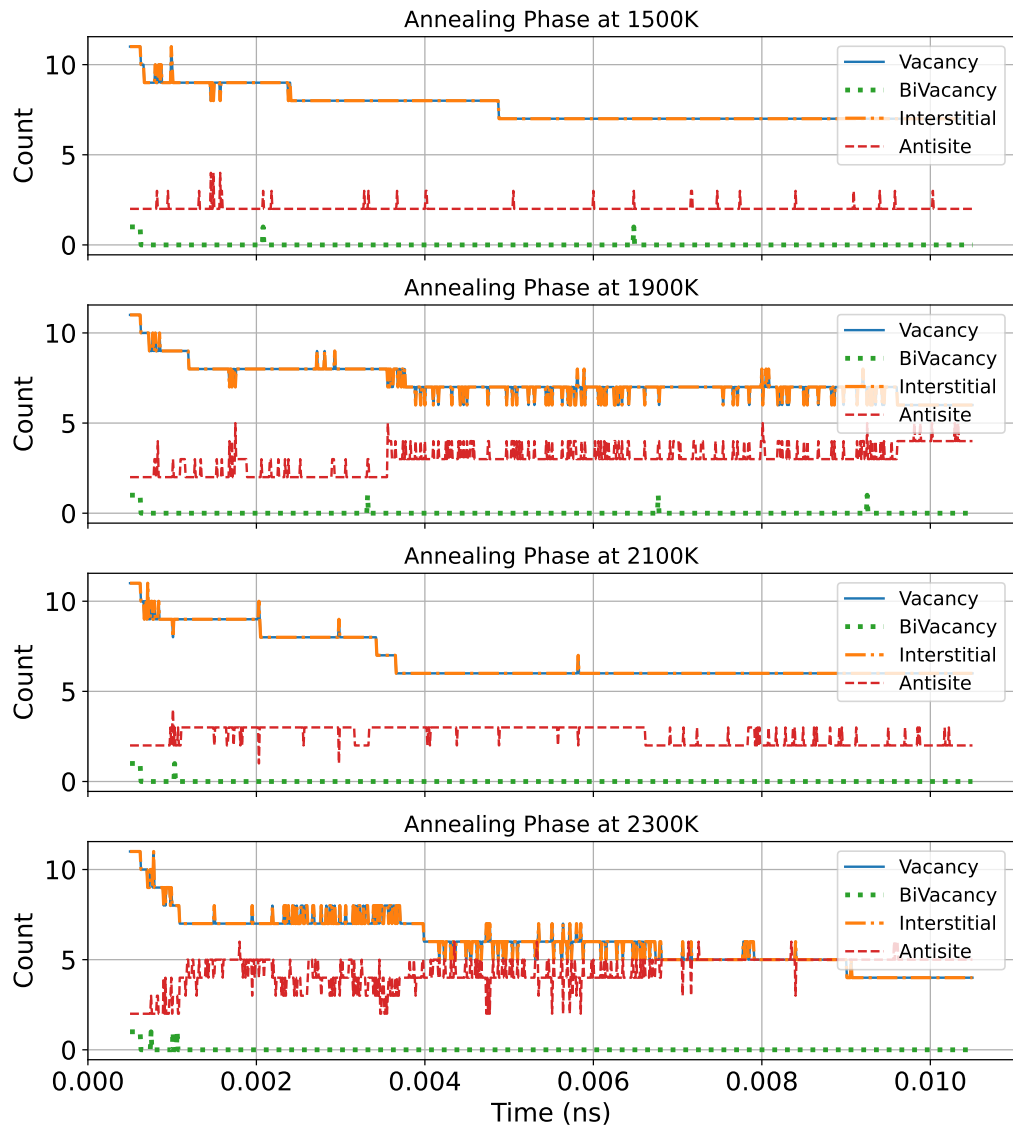 Annealing Phase at 1500K
Count
10
5
0
Vacancy
BiVacancy
Interstitial
Antisite
Annealing Phase at 1900K
Count
10
5
0
Vacancy
BiVacancy
Interstitial
Antisite
Annealing Phase at 2100K
Count
10
5
0
Vacancy
BiVacancy
Interstitial
Antisite
Annealing Phase at 2300K
Count
10
5
0
Vacancy
BiVacancy
Interstitial
Antisite
0.000 0.002 0.004 0.006 0.008 0.010
Time (ns)